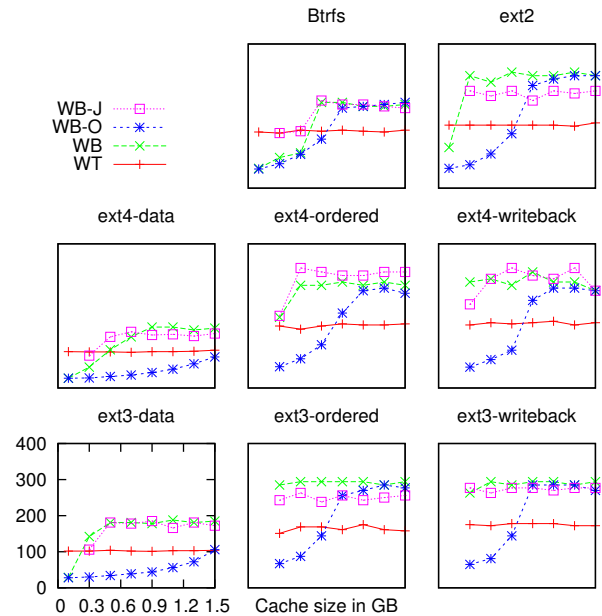 Btrfs ext2
WB-J
WB-O
WB
WT
ext4-data ext4-ordered ext4-writeback
ext3-data ext3-ordered ext3-writeback
400
300
200
100
0
0 0.3 0.6 0.9 1.2 1.5
Cache size in GB